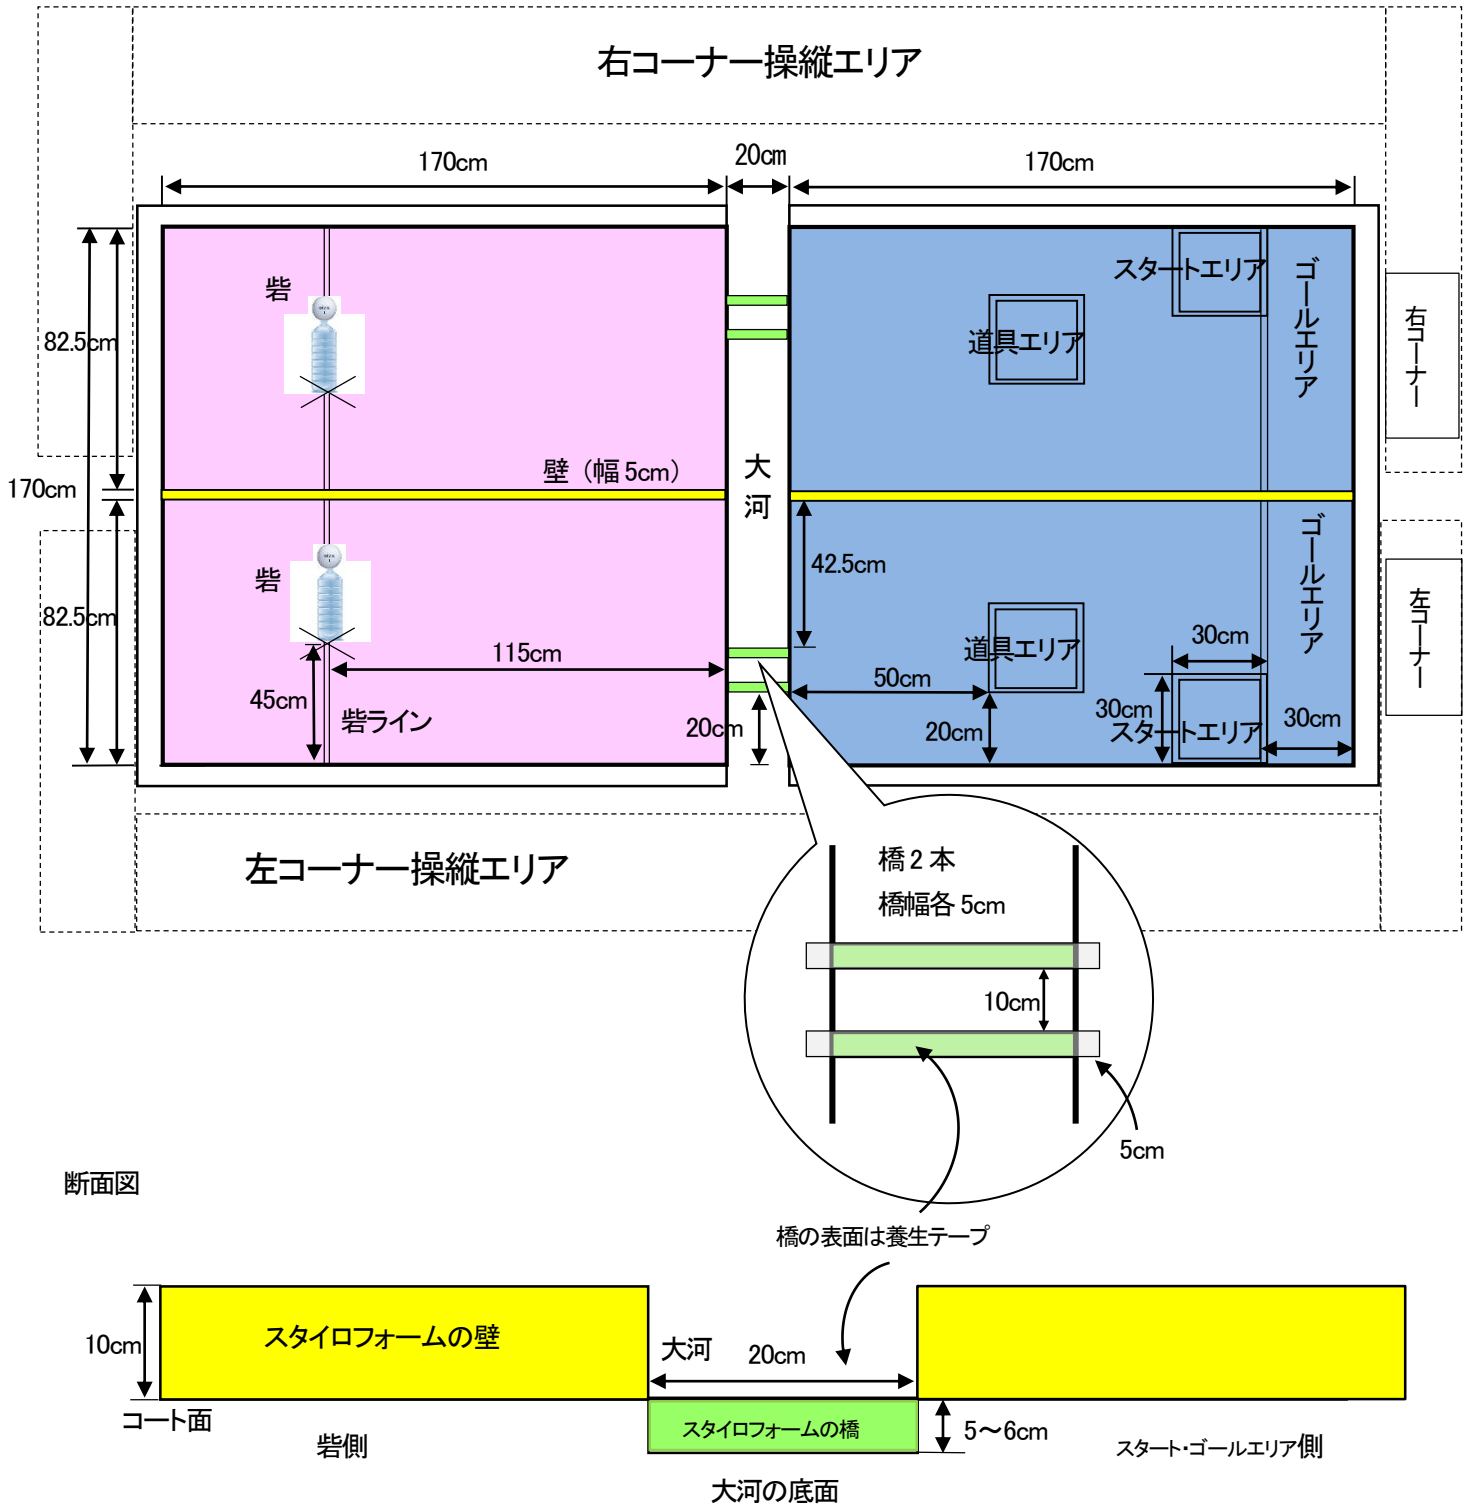 右コーナー操縦エリア
170cm
20cm
170cm
砦
スタートエリア
ゴールエリア
右コーナー
82.5cm
道具エリア
壁（幅5cm）
大河
170cm
砦
42.5cm
ゴールエリア
左コーナー
82.5cm
115cm
道具エリア
30cm
50cm
45cm
砦ライン
20cm
20cm
30cm
スタートエリア
30cm
左コーナー操縦エリア
橋2本
橋幅各5cm
10cm
5cm
断面図
橋の表面は養生テープ
10cm
スタイロフォームの壁
大河
20cm
コート面
砦側
スタイロフォームの橋
5～6cm
スタート・ゴールエリア側
大河の底面